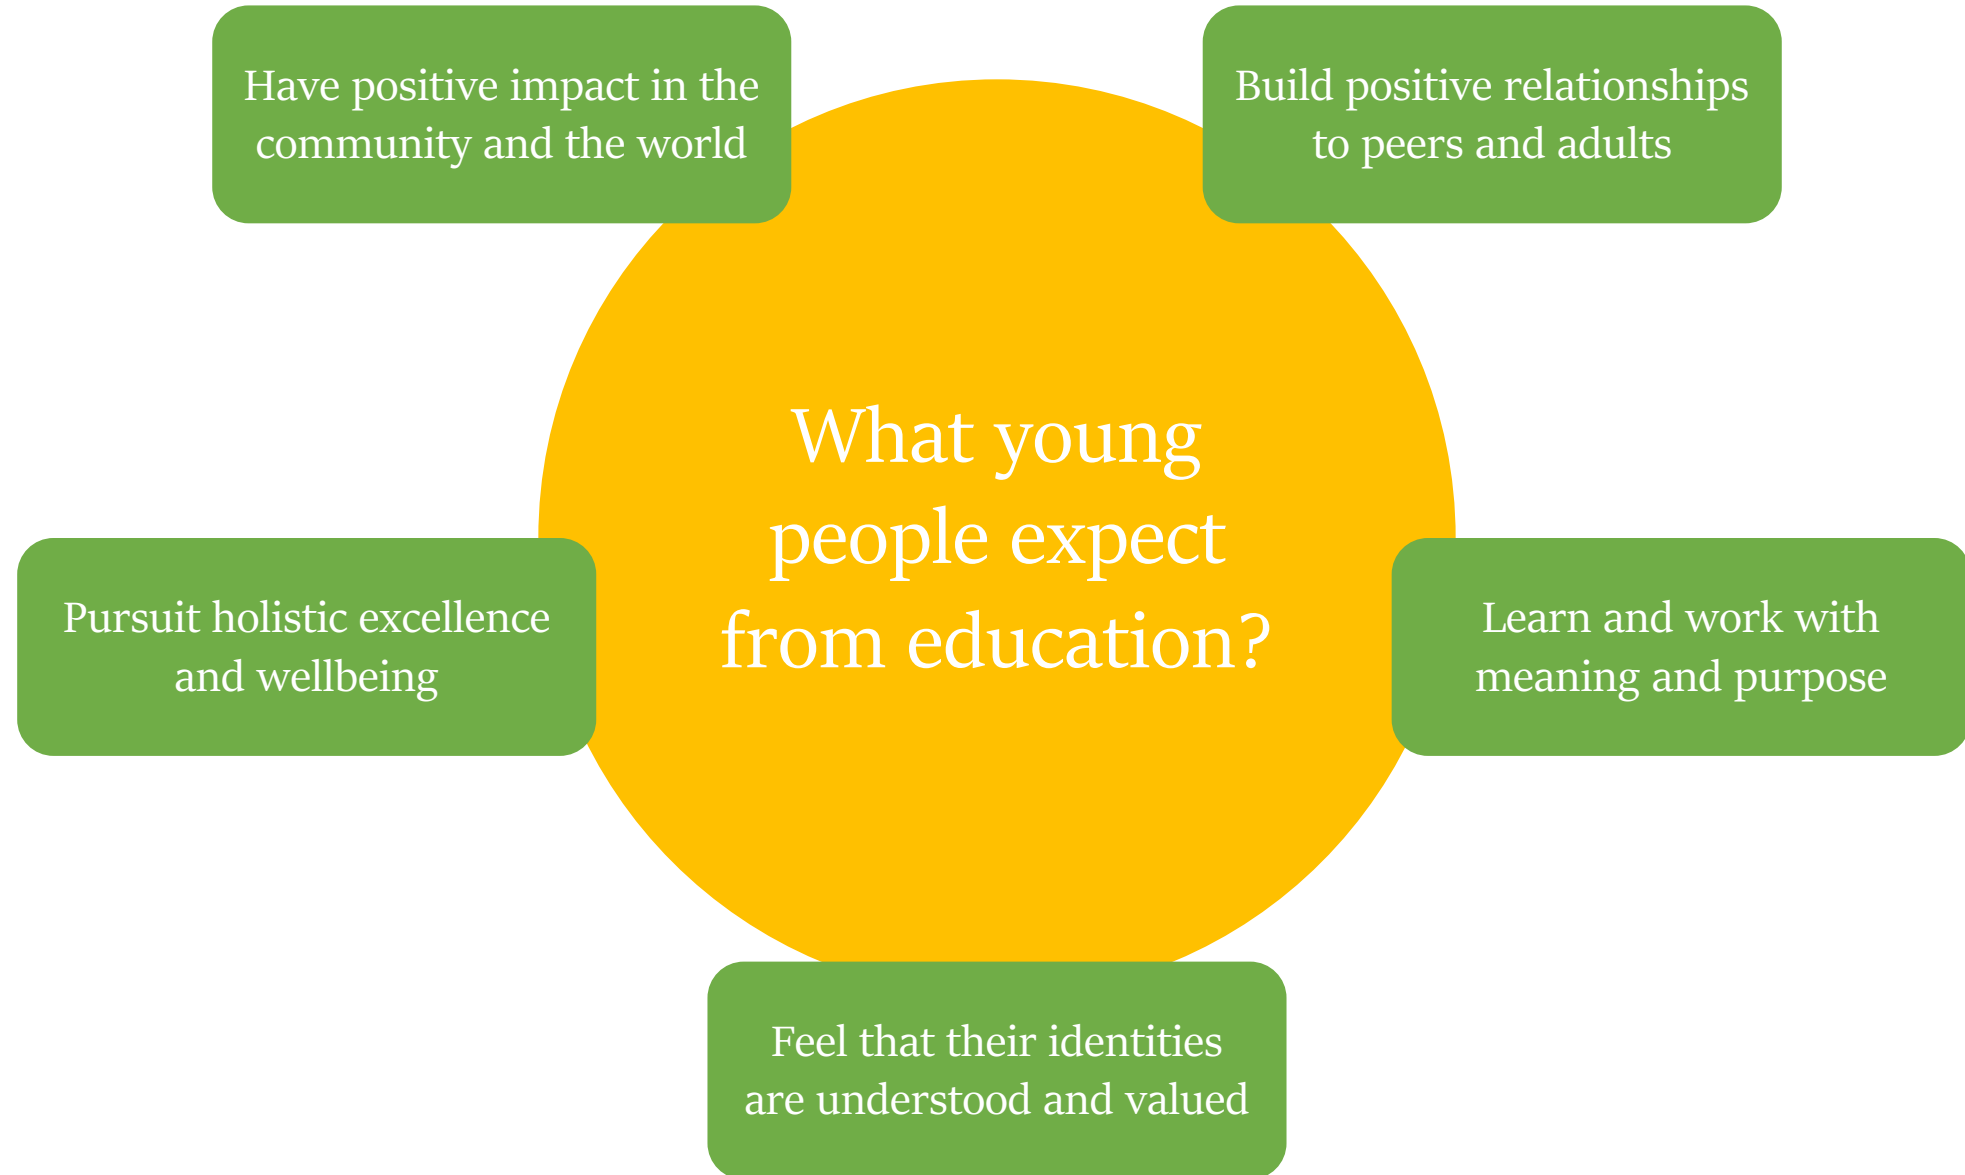 Have positive impact in the
community and the world
Build positive relationships
to peers and adults
What young
people expect
from education?
Pursuit holistic excellence
and wellbeing
Learn and work with
meaning and purpose
Feel that their identities
are understood and valued